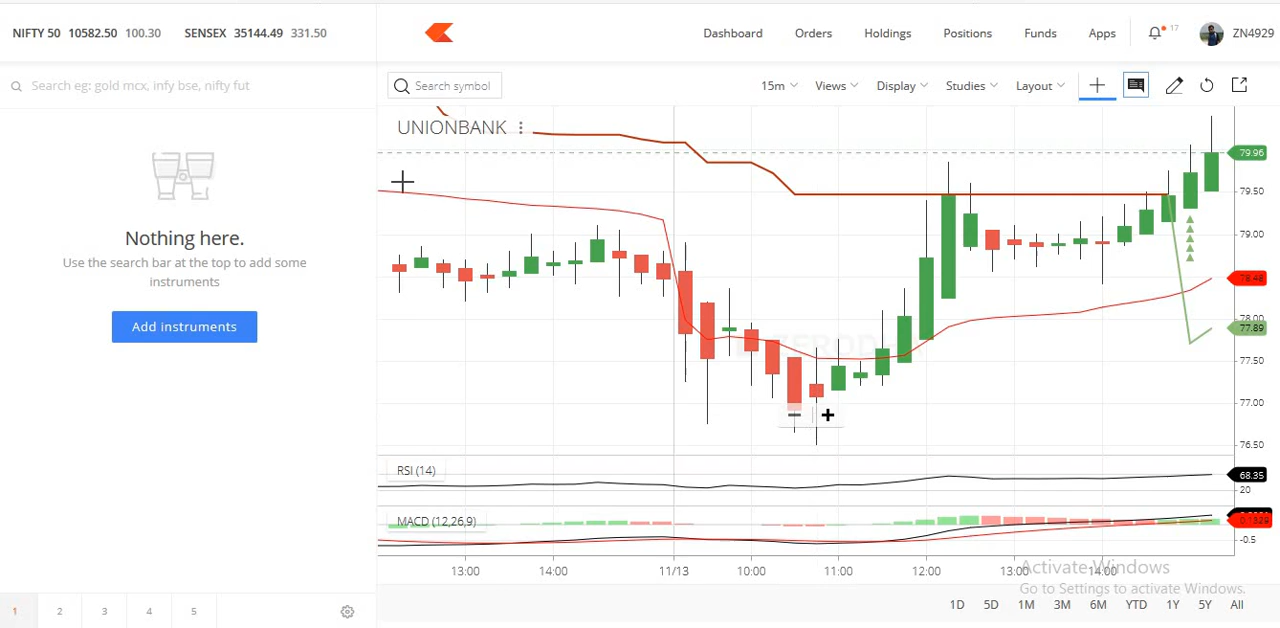 NIFTY 50 10582.50 100.30 SENSEX 35144.49 331.50
Dashboard Orders Holdings Positions Funds Apps 17 ZN4929
Search eg: gold mcx, infy bse, nifty fut
Search symbol 15m Views Display Studies Layout
UNIONBANK
79.96
79.50
79.00
78.48
78.00
77.89
77.50
77.00
76.50
Nothing here.
Use the search bar at the top to add some
instruments
Add instruments
RSI (14)
68.35
20
MACD (12,26,9)
0.1329
-0.5
13:00 14:00 11/13 10:00 11:00 12:00 13:00 14:00
Activate Windows
Go to Settings to activate Windows.
1D 5D 1M 3M 6M YTD 1Y 5Y All
1 2 3 4 5